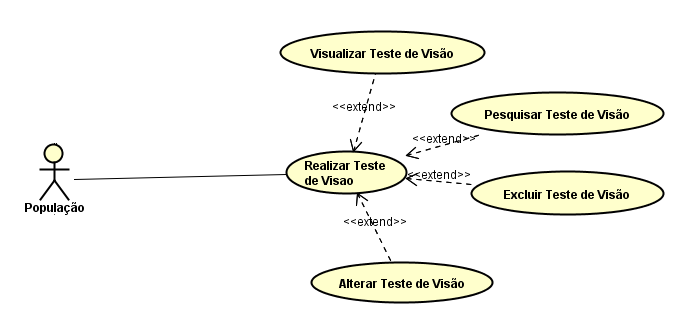 Visualizar Teste de Visão
<<extend>>
Pesquisar Teste de Visão
<<extend>>
Realizar Teste
de Visao
<<extend>>
Excluir Teste de Visão
População
<<extend>>
Alterar Teste de Visão